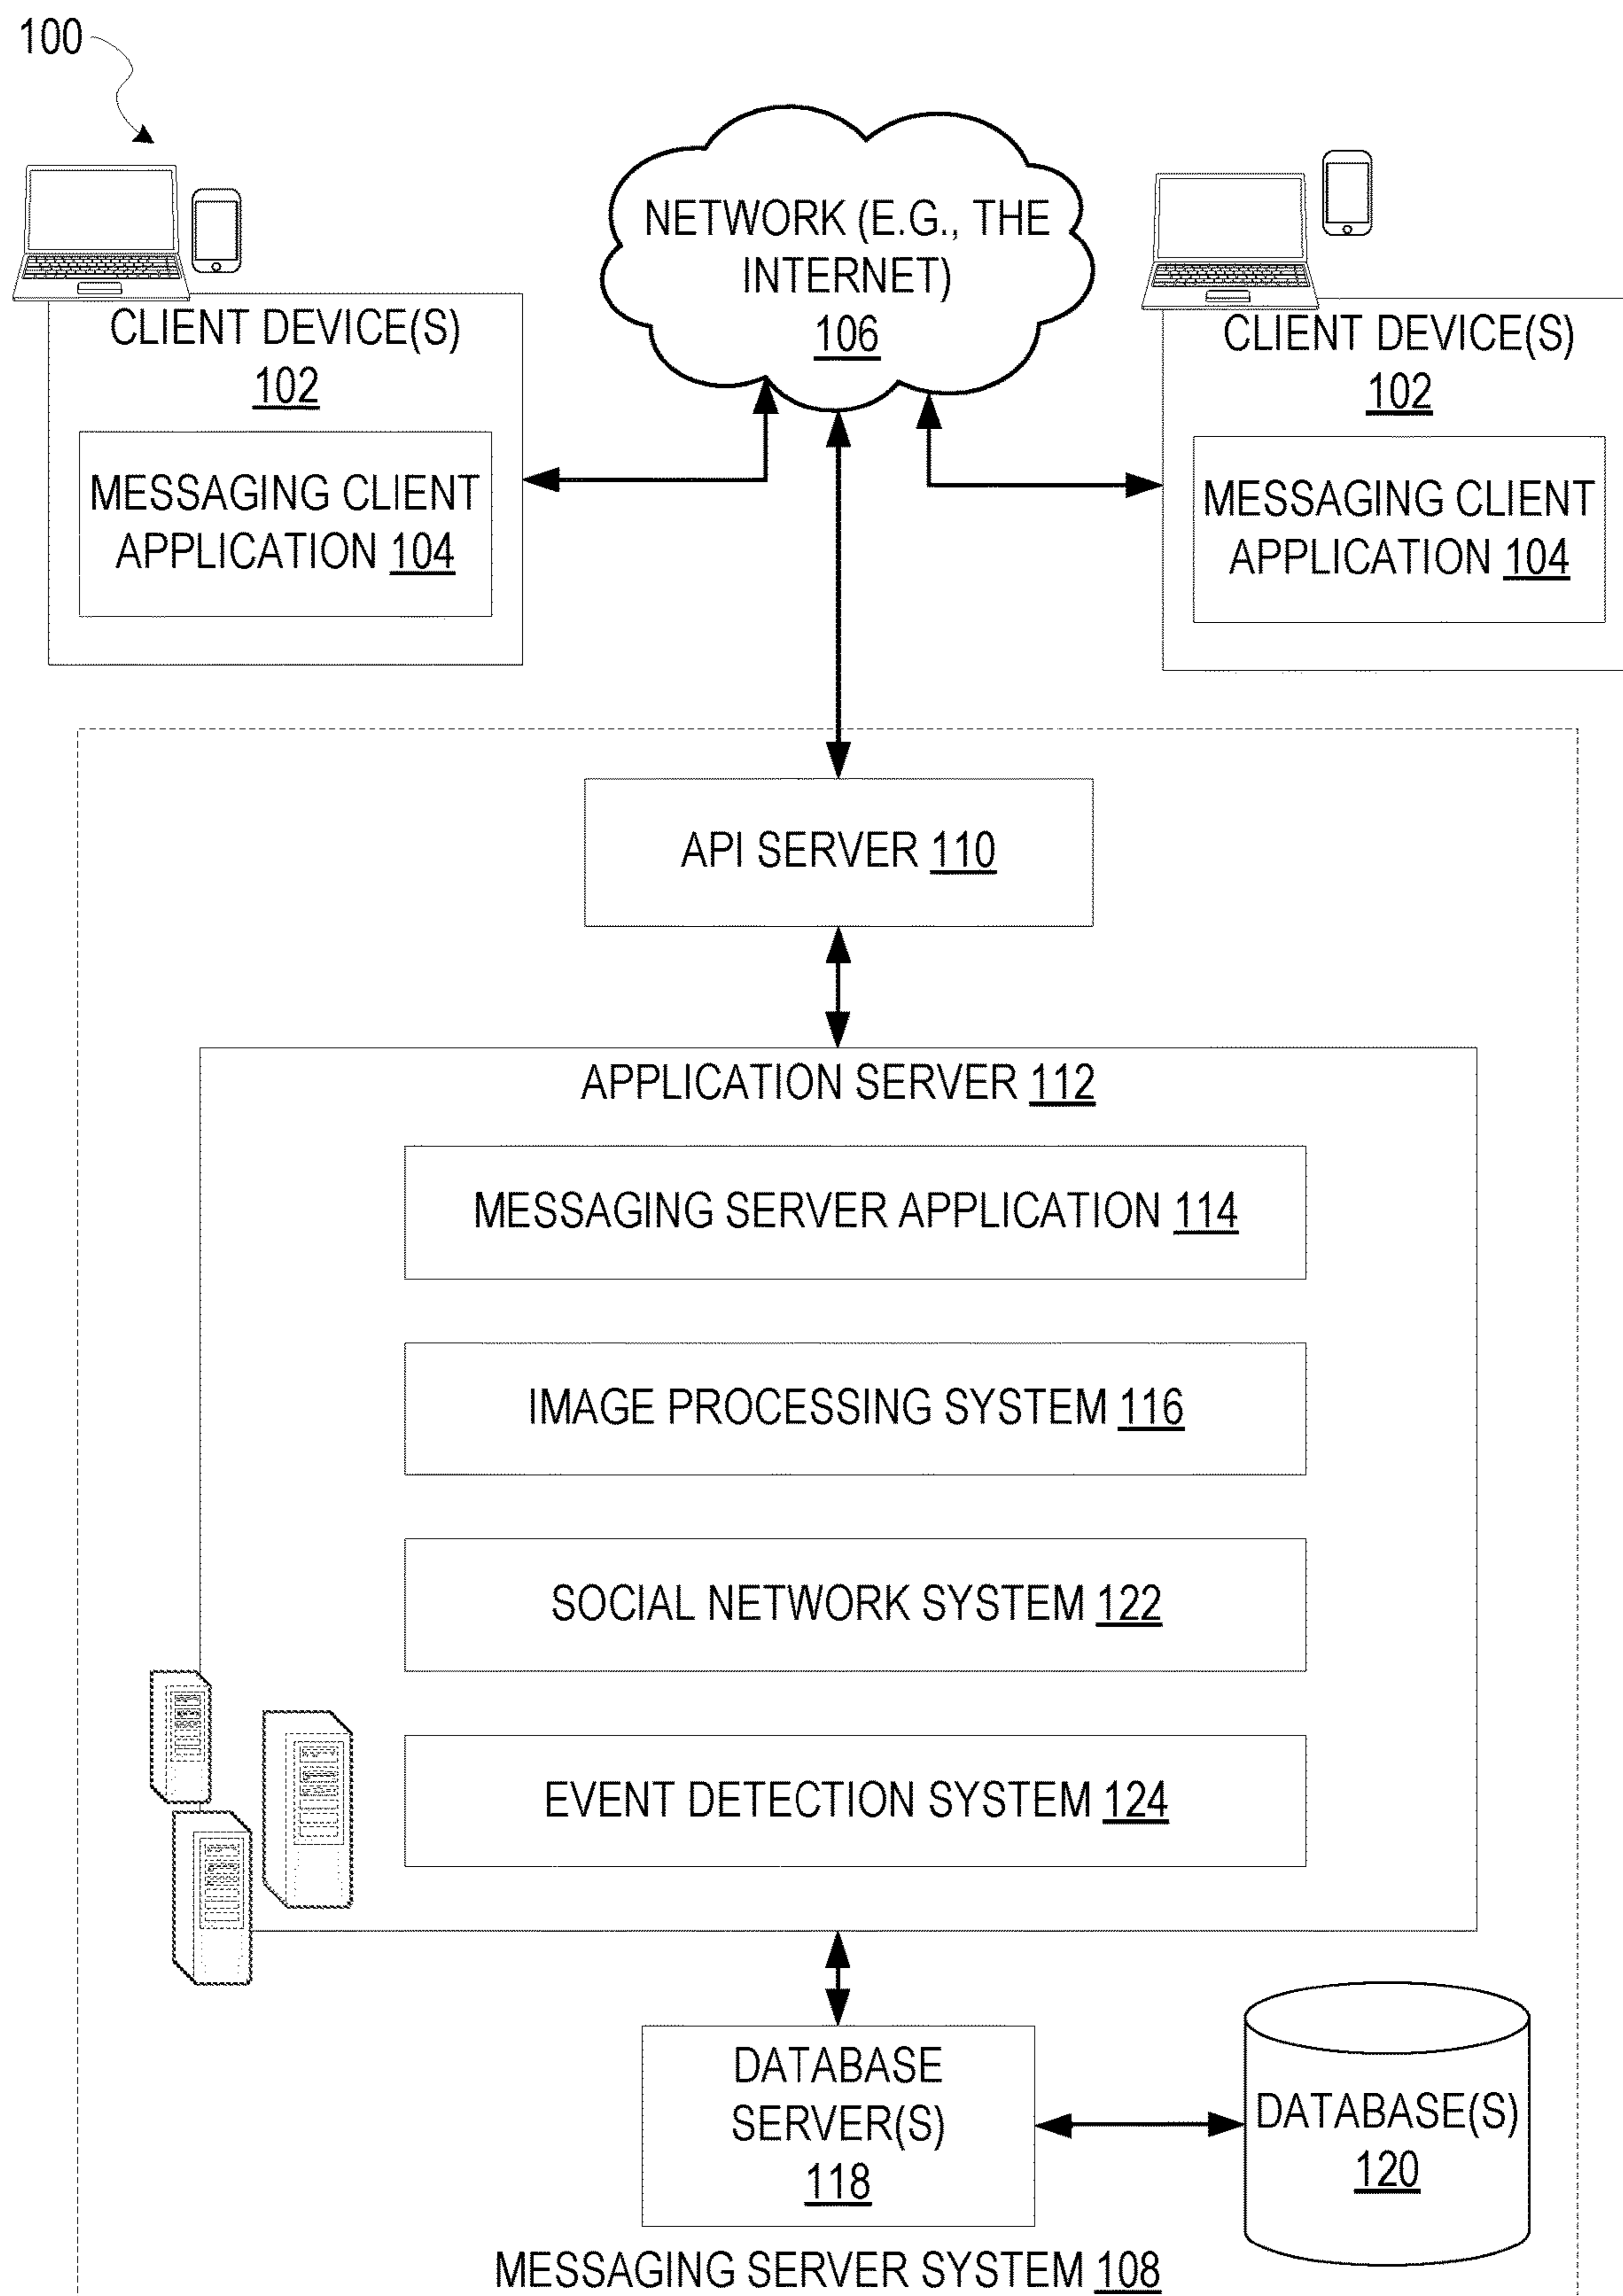 100
NETWORK (E.G., THE
INTERNET)
106
CLIENT DEVICE(S)
102
MESSAGING CLIENT
APPLICATION 104
CLIENT DEVICE(S)
102
MESSAGING CLIENT
APPLICATION 104
API SERVER 110
APPLICATION SERVER 112
MESSAGING SERVER APPLICATION 114
IMAGE PROCESSING SYSTEM 116
SOCIAL NETWORK SYSTEM 122
EVENT DETECTION SYSTEM 124
DATABASE
SERVER(S)
118
DATABASE(S)
120
MESSAGING SERVER SYSTEM 108